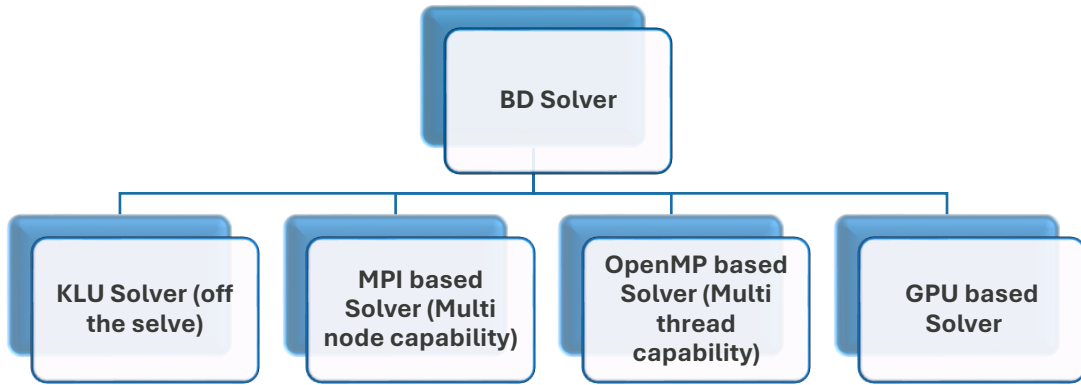 BD Solver
KLU Solver (off
the selve)
MPI based
Solver (Multi
node capability)
OpenMP based
Solver (Multi
thread
capability)
GPU based
Solver